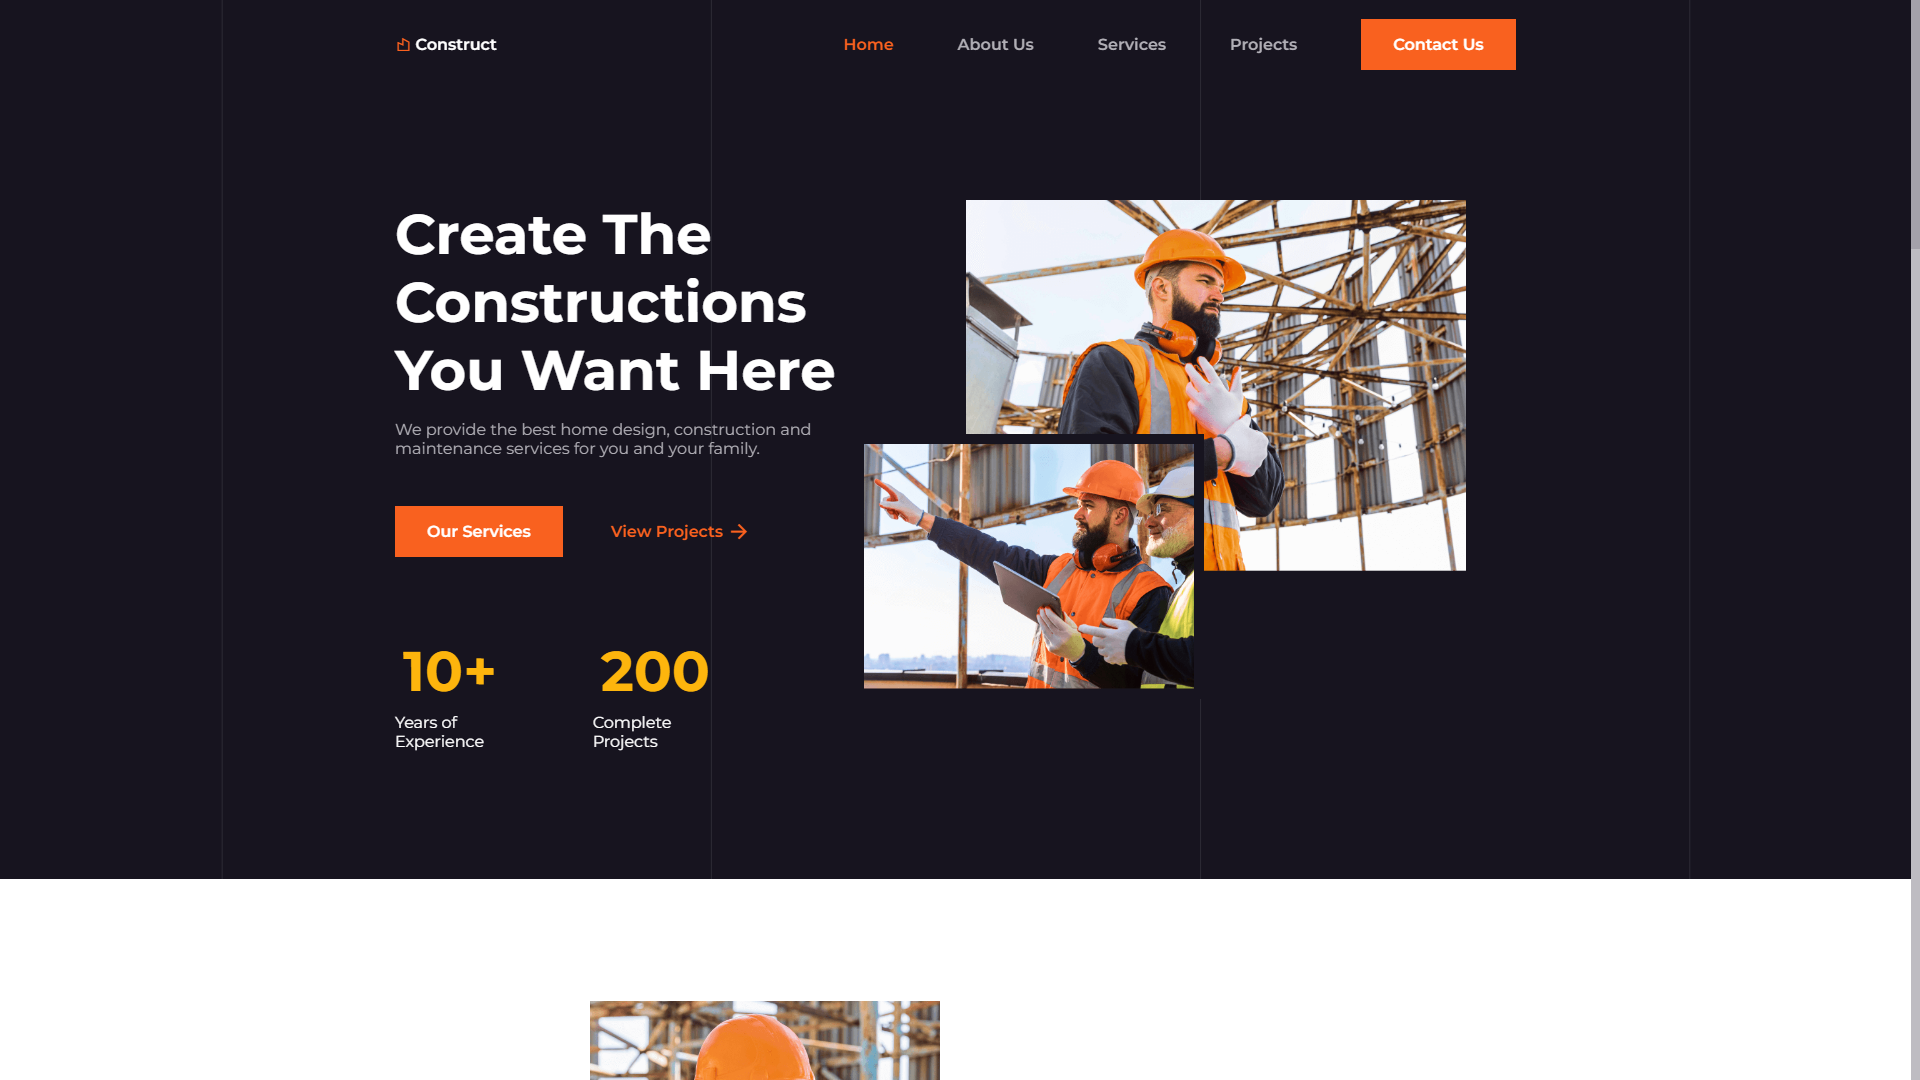 Construct
Home
About Us
Services
Projects
Contact Us
Create The
Constructions
You Want Here
We provide the best home design, construction and
maintenance services for you and your family.
Our Services
View Projects
10+
200
Years of
Experience
Complete
Projects